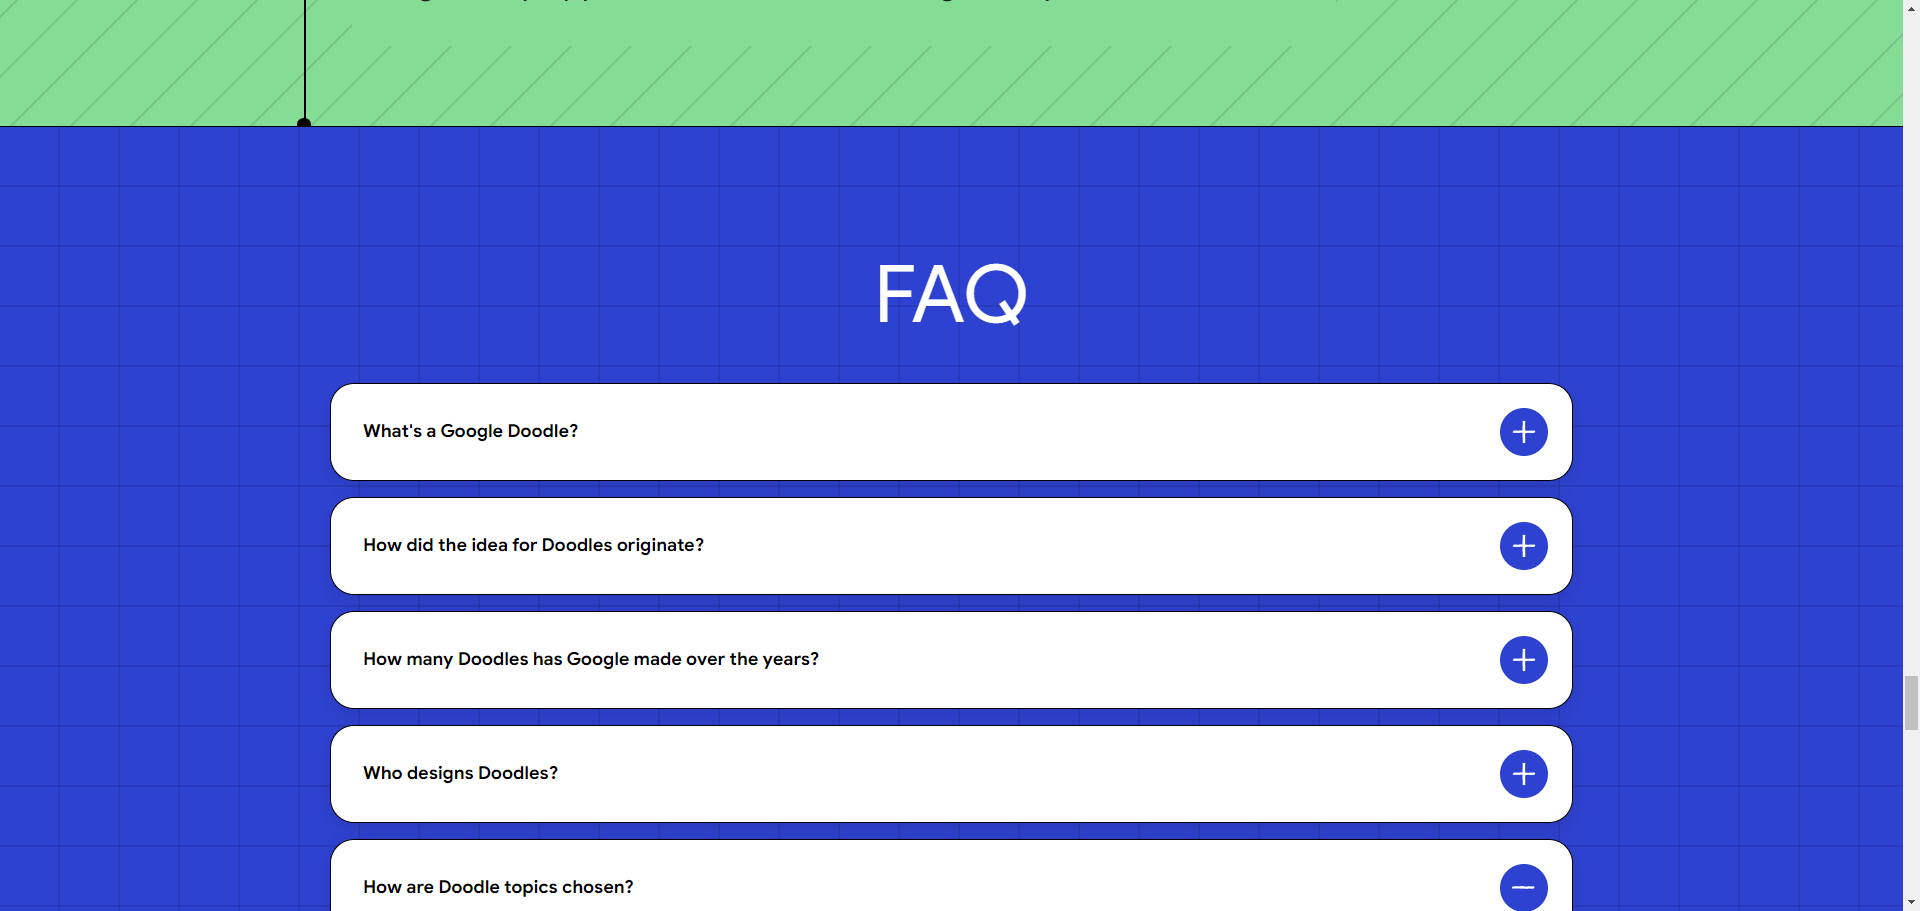 FAQ
What's a Google Doodle?
How did the idea for Doodles originate?
How many Doodles has Google made over the years?
Who designs Doodles?
How are Doodle topics chosen?